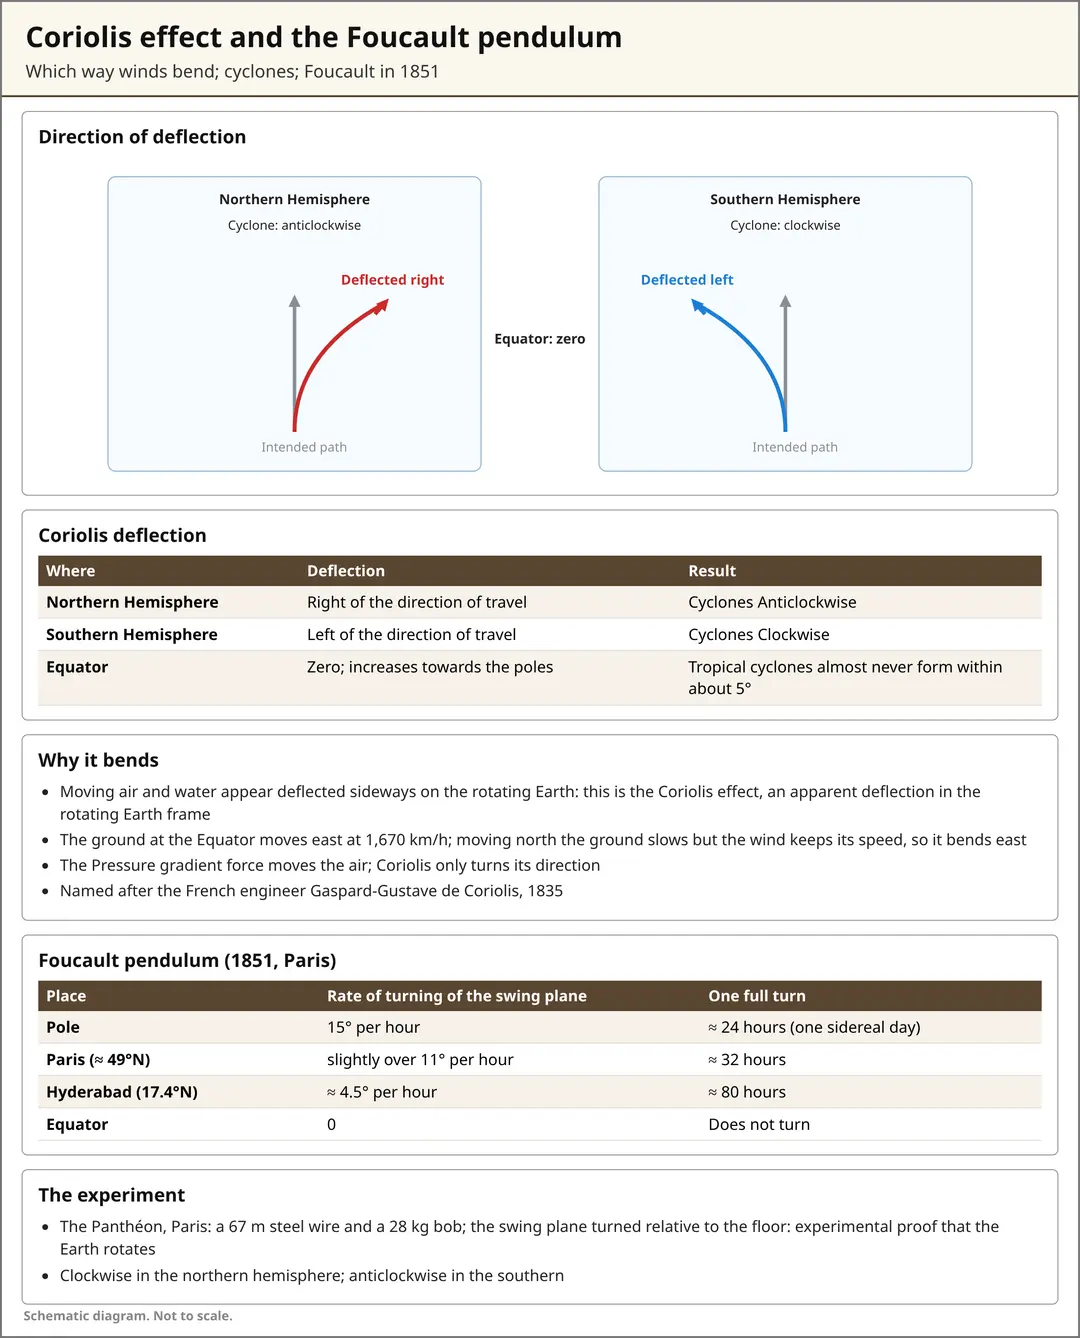 Coriolis effect and the Foucault pendulum
Which way winds bend; cyclones; Foucault in 1851
Direction of deflection
Northern Hemisphere
Cyclone: anticlockwise
Deflected right
Intended path
Equator: zero
Southern Hemisphere
Cyclone: clockwise
Deflected left
Intended path
Coriolis deflection
Where Deflection Result
Northern Hemisphere Right of the direction of travel Cyclones Anticlockwise
Southern Hemisphere Left of the direction of travel Cyclones Clockwise
Equator Zero; increases towards the poles Tropical cyclones almost never form within
about 5°
Why it bends
• Moving air and water appear deflected sideways on the rotating Earth: this is the Coriolis effect, an apparent deflection in the
rotating Earth frame
• The ground at the Equator moves east at 1,670 km/h; moving north the ground slows but the wind keeps its speed, so it bends east
• The Pressure gradient force moves the air; Coriolis only turns its direction
• Named after the French engineer Gaspard-Gustave de Coriolis, 1835
Foucault pendulum (1851, Paris)
Place Rate of turning of the swing plane One full turn
Pole 15° per hour ≈ 24 hours (one sidereal day)
Paris (≈ 49°N) slightly over 11° per hour ≈ 32 hours
Hyderabad (17.4°N) ≈ 4.5° per hour ≈ 80 hours
Equator 0 Does not turn
The experiment
• The Panthéon, Paris: a 67 m steel wire and a 28 kg bob; the swing plane turned relative to the floor: experimental proof that the
Earth rotates
• Clockwise in the northern hemisphere; anticlockwise in the southern
Schematic diagram. Not to scale.